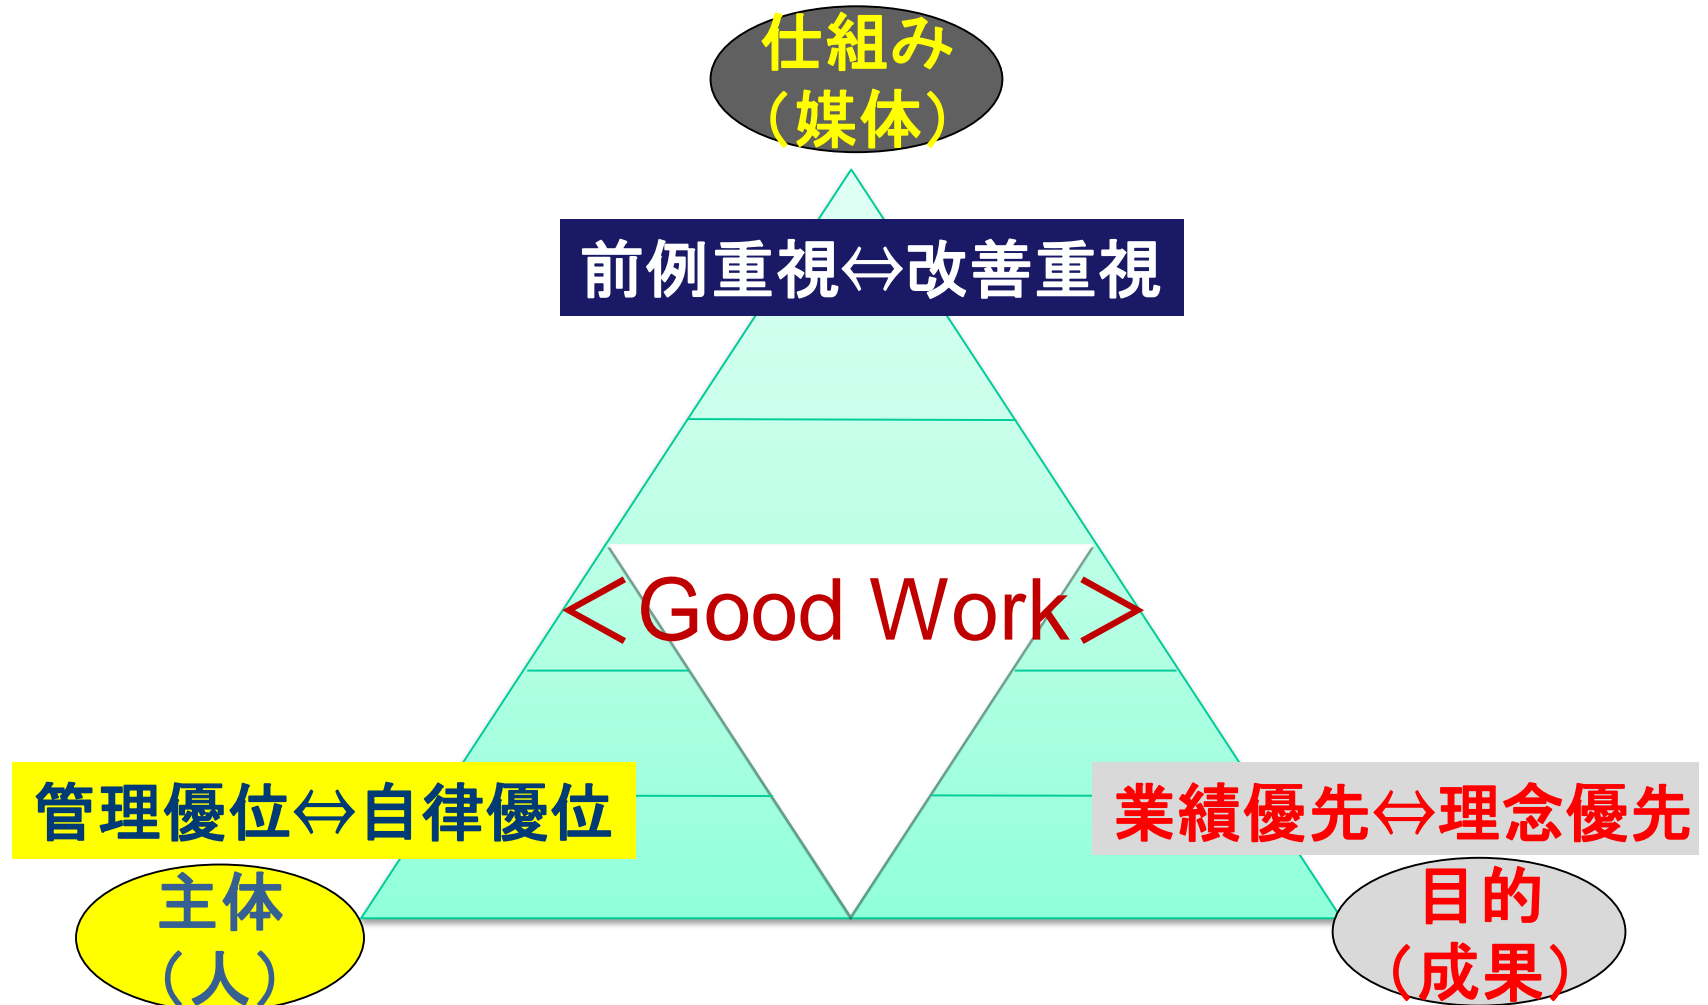 仕組み
（媒体）
前例重視⇔改善重視
＜Good Work＞
管理優位⇔自律優位
業績優先⇔理念優先
主体
（人）
目的
（成果）